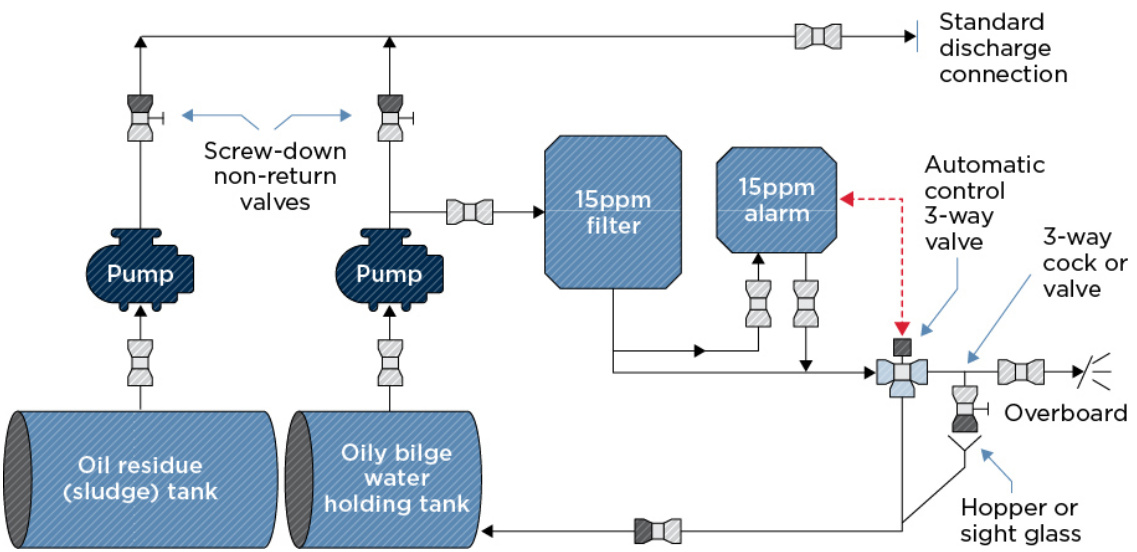 Standard
discharge
connection
Screw-down
non-return
valves
15ppm
filter
15ppm
alarm
Automatic
control
3-way
valve
3-way
cock or
valve
Pump
Pump
Overboard
Oil residue
(sludge) tank
Oily bilge
water
holding tank
Hopper or
sight glass